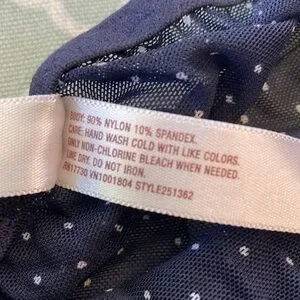 BODY: 90% NYLON 10% SPANDEX.
CARE: HAND WASH COLD WITH LIKE COLORS.
ONLY NON-CHLORINE BLEACH WHEN NEEDED.
LINE DRY. DO NOT IRON.
RN17730 VN1001804 STYLE251362